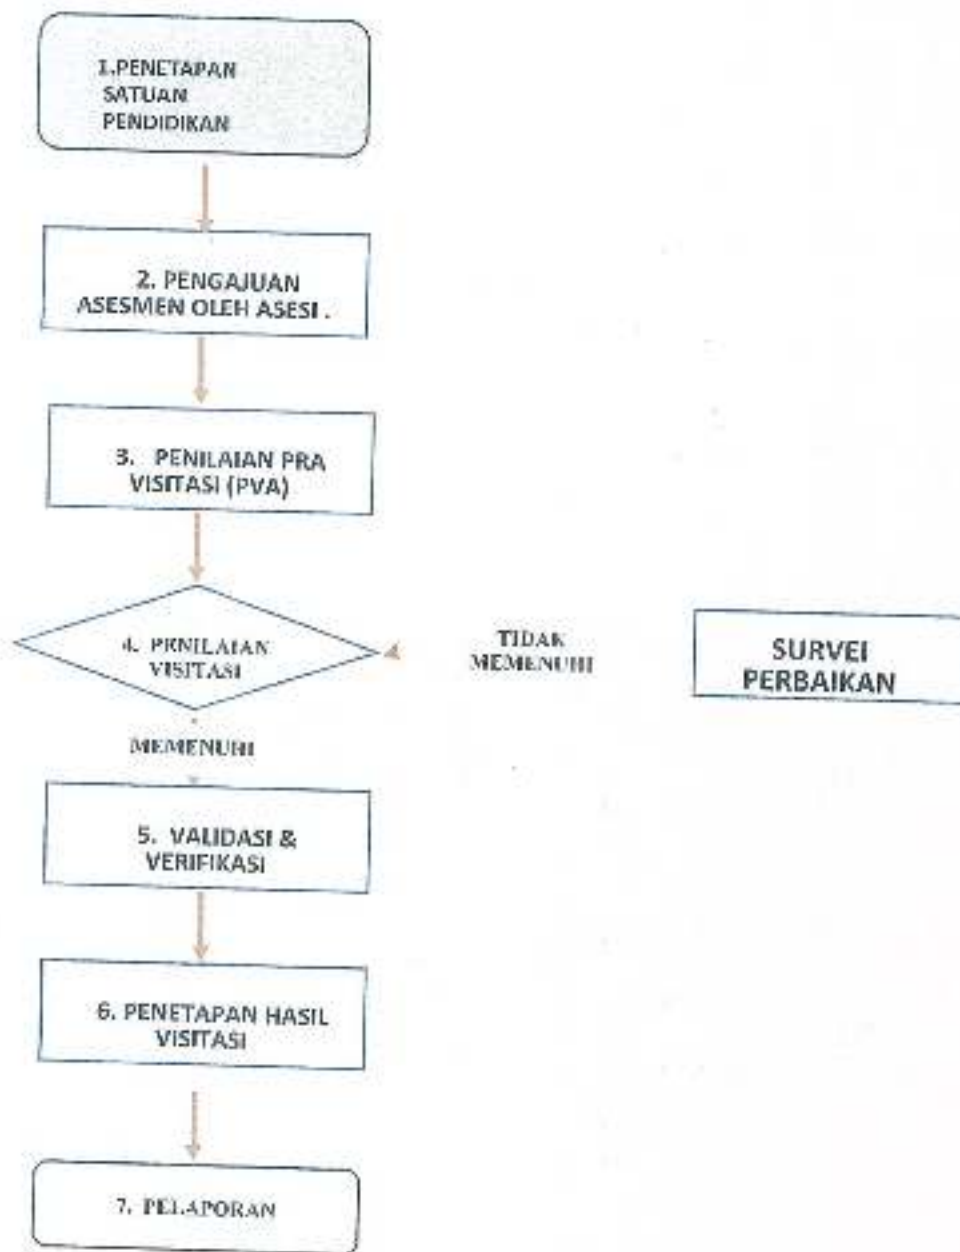 1.PENETAPAN
SATUAN
PENDIDIKAN
2. PENGAJUAN
ASESMEN OLEH ASESI .
3. PENILAIAN PRA
VISITASI (PVA)
4. PENILAIAN
VISITASI
TIDAK
MEMENUHI
SURVEI
PERBAIKAN
MEMENUHI
5. VALIDASI &
VERIFIKASI
6. PENETAPAN HASIL
VISITASI
7. PELAPORAN